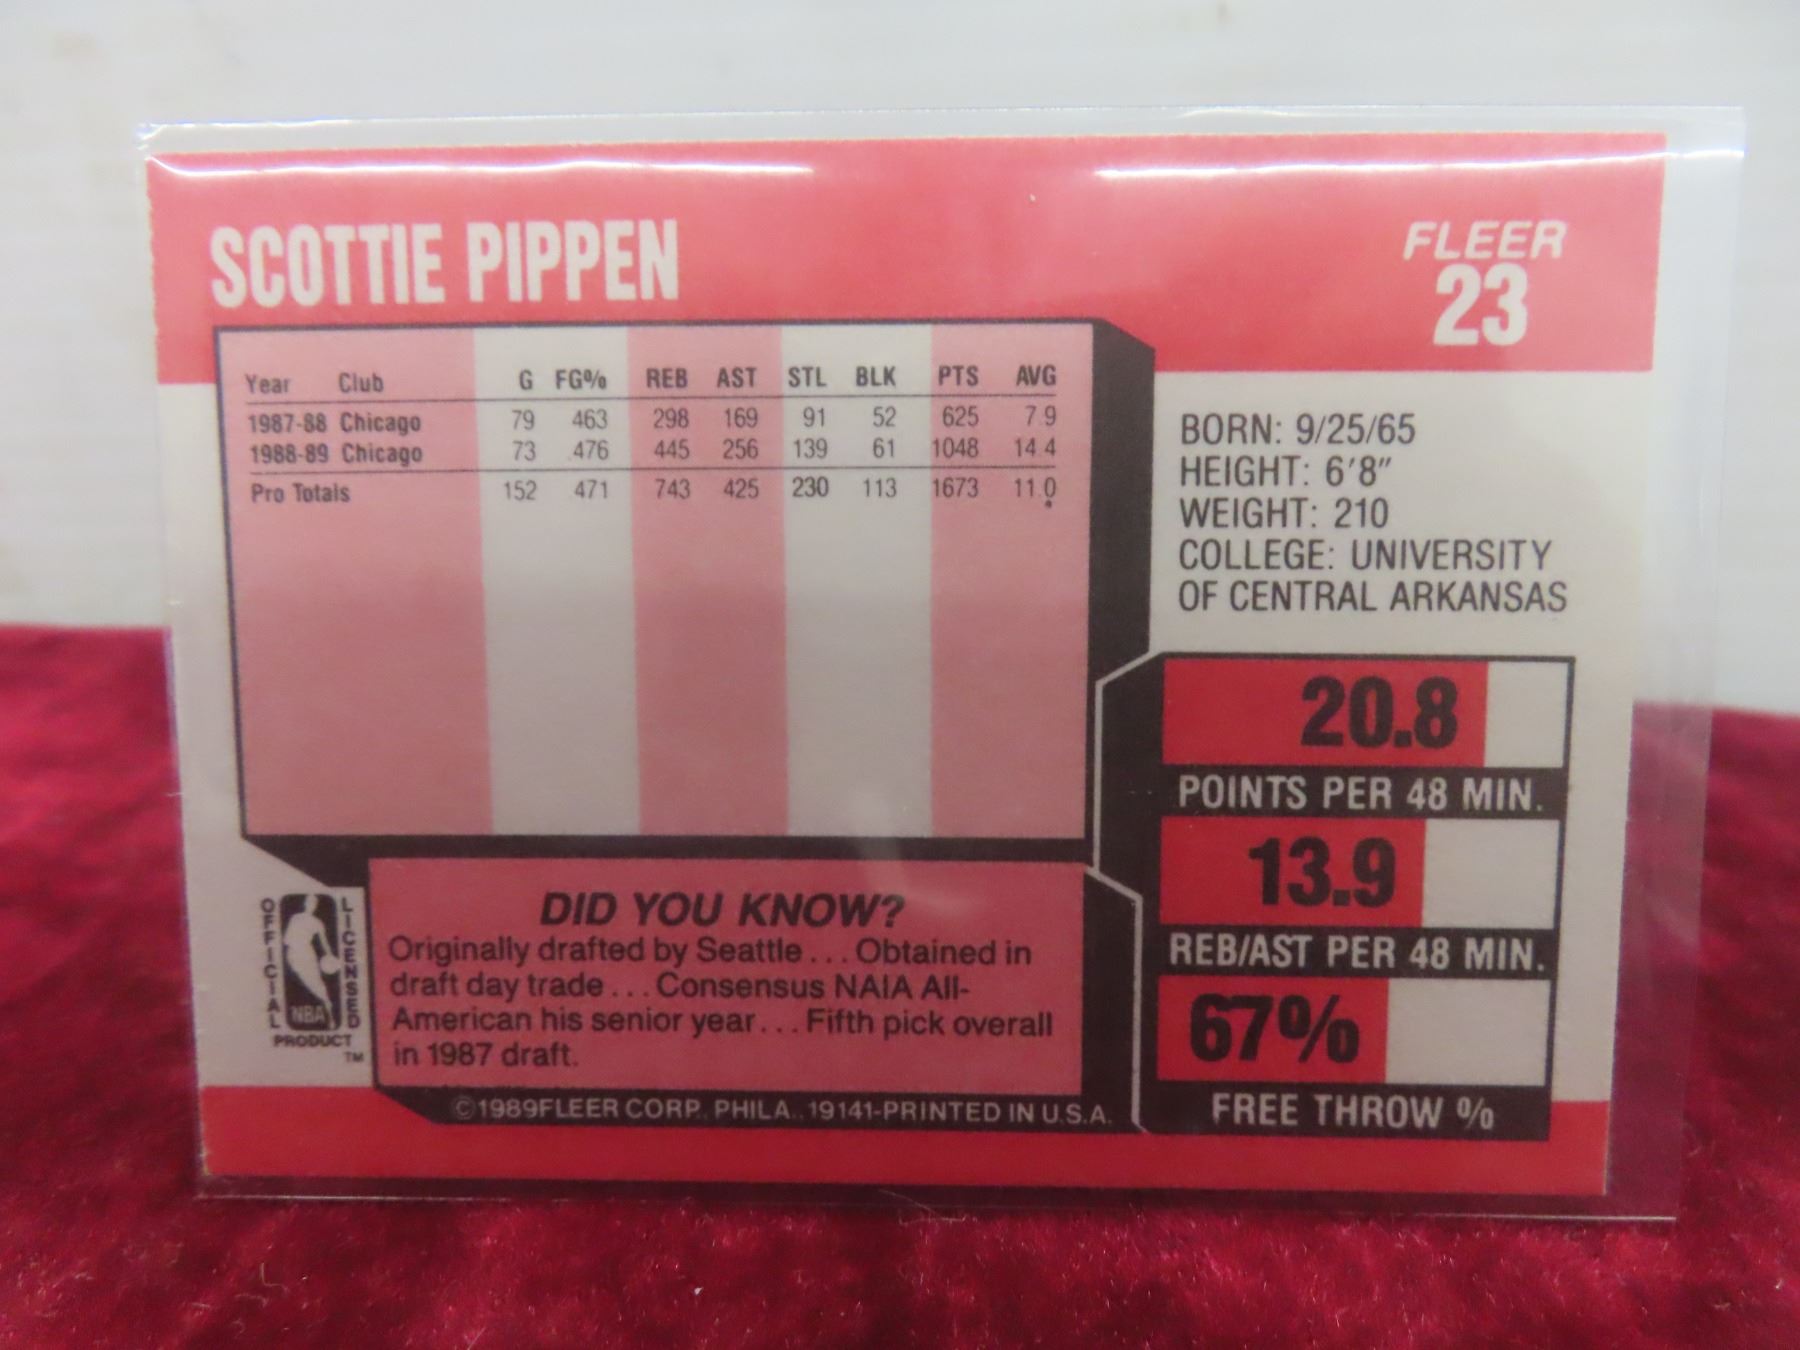 SCOTTIE PIPPEN
FLEER
23
Year Club G FG% REB AST STL BLK PTS AVG
1987-88 Chicago 79 .463 298 169 91 52 625 7.9
1988-89 Chicago 73 .476 445 256 139 61 1048 14.4
Pro Totals 152 .471 743 425 230 113 1673 11.0
BORN: 9/25/65
HEIGHT: 6'8"
WEIGHT: 210
COLLEGE: UNIVERSITY
OF CENTRAL ARKANSAS
20.8
POINTS PER 48 MIN.
13.9
REB/AST PER 48 MIN.
67%
FREE THROW %
OFFICIAL
LICENSED
NBA
PRODUCT
TM
DID YOU KNOW?
Originally drafted by Seattle . . . Obtained in
draft day trade . . . Consensus NAIA All-
American his senior year. . . Fifth pick overall
in 1987 draft.
©1989FLEER CORP. PHILA., 19141-PRINTED IN U.S.A.